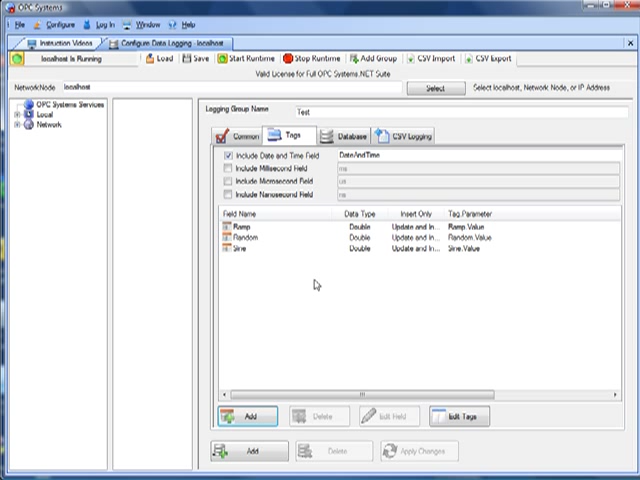 OPC Systems
File Configure Log In Window Help
Instruction Videos Configure Data Logging - localhost
localhost Is Running Load Save Start Runtime Stop Runtime Add Group CSV Import CSV Export
Valid License for Full OPC Systems.NET Suite
NetworkNode localhost Select Select localhost, Network Node, or IP Address
OPC Systems Services
Local
Network
Logging Group Name Test
Common Tags Database CSV Logging
Include Date and Time Field DateAndTime
Include Millisecond Field ms
Include Microsecond Field us
Include Nanosecond Field ns
Field Name Data Type Insert Only Tag.Parameter
Ramp Double Update and In... Ramp.Value
Random Double Update and In... Random.Value
Sine Double Update and In... Sine.Value
Add Delete Edit Field Edit Tags
Add Delete Apply Changes